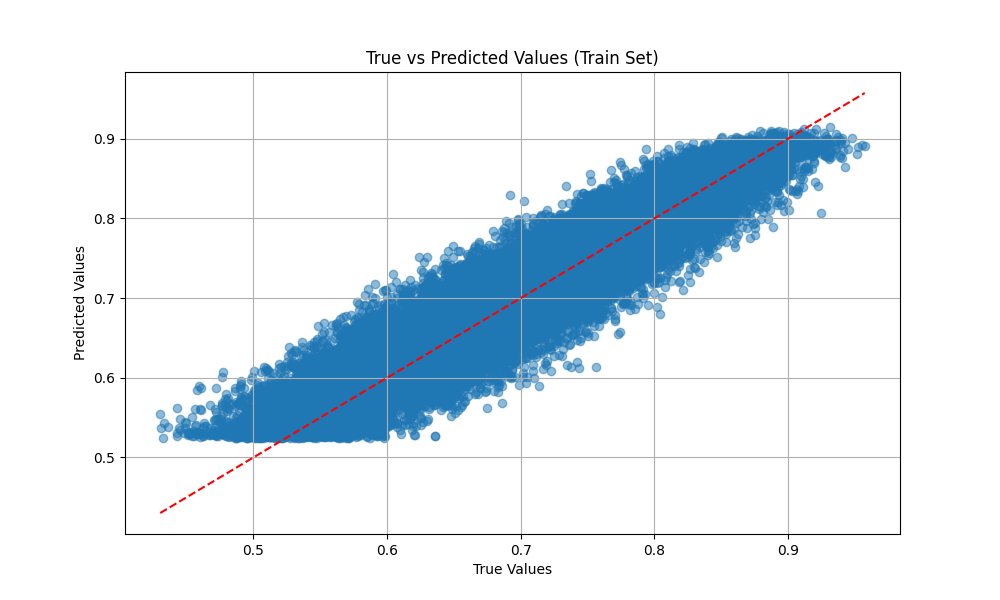 True vs Predicted Values (Train Set)
0.9
0.8
0.7
0.6
0.5
Predicted Values
0.5 0.6 0.7 0.8 0.9
True Values